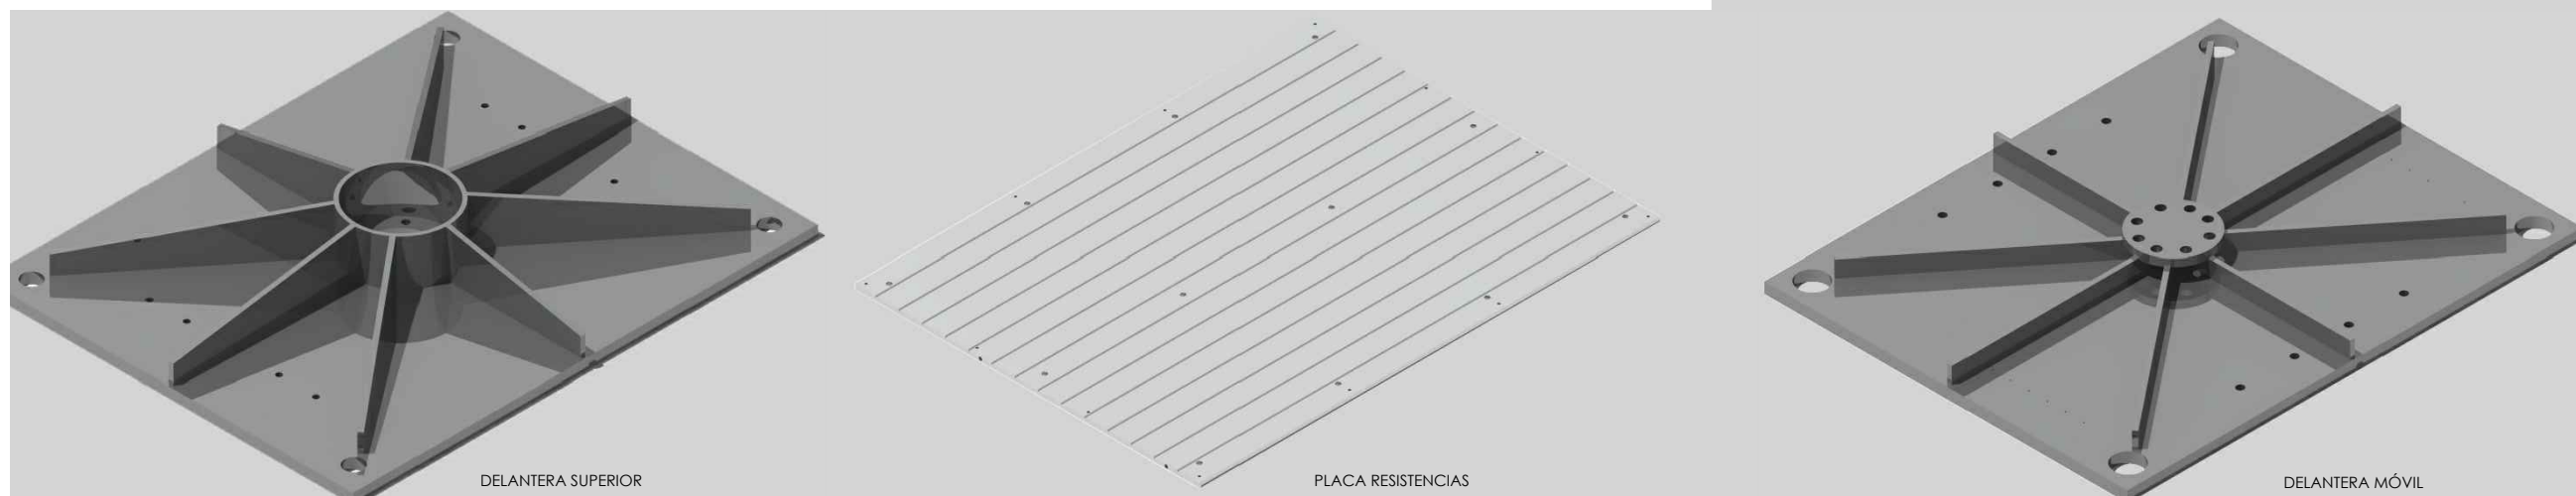 DELANTERA SUPERIOR
PLACA RESISTENCIAS
DELANTERA MÓVIL